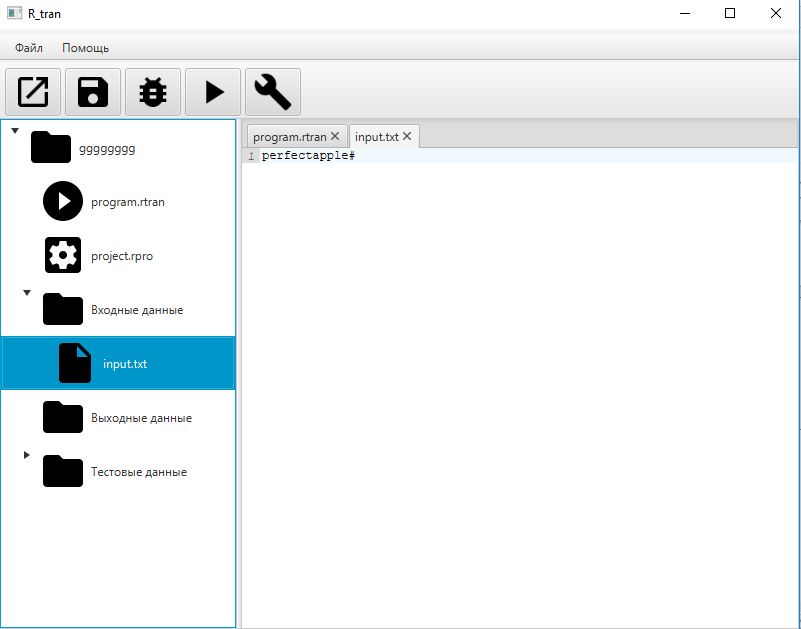 R_tran
Файл Помощь
gggggggg
program.rtran
project.rpro
Входные данные
input.txt
Выходные данные
Тестовые данные
program.rtran input.txt
1 perfectapple#